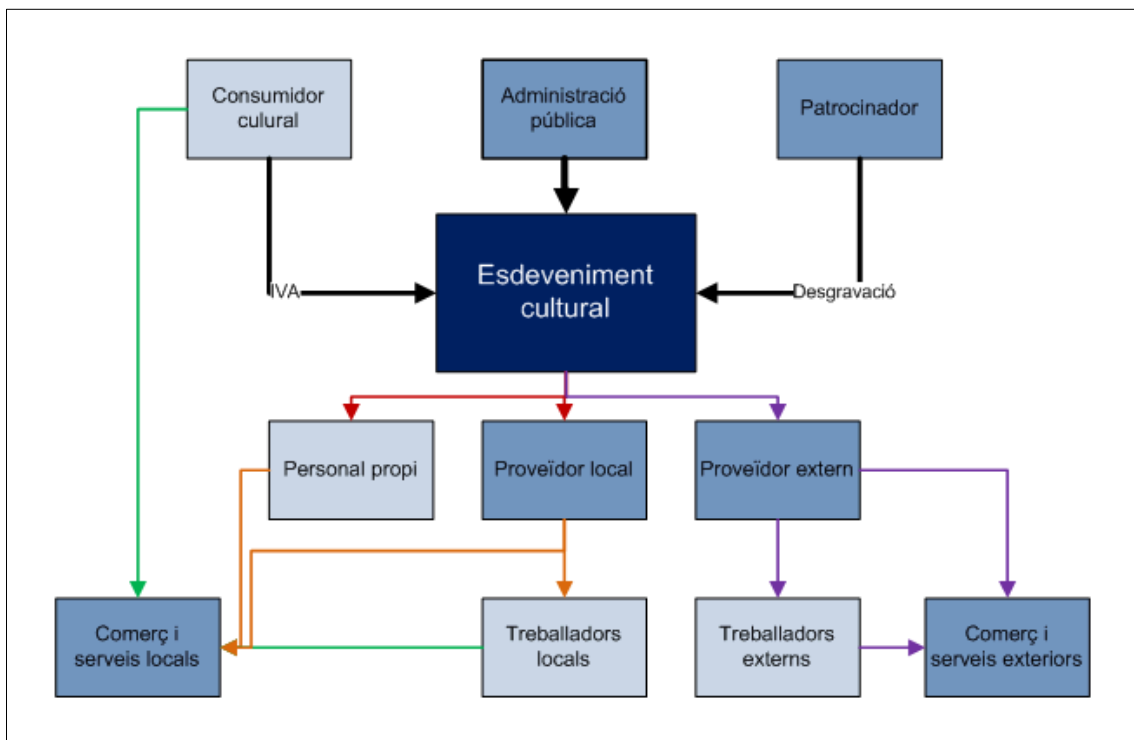 Consumidor
culural
Administració
pública
Patrocinador
Esdeveniment
cultural
IVA
Desgravació
Personal propi
Proveïdor local
Proveïdor extern
Comerç i
serveis locals
Treballadors
locals
Treballadors
externs
Comerç i
serveis exteriors